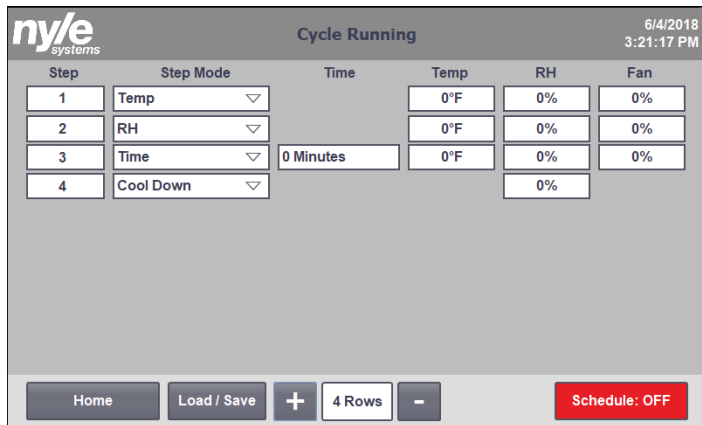 nyle systems
Cycle Running
6/4/2018
3:21:17 PM
Step Step Mode Time Temp RH Fan
1 Temp 0°F 0% 0%
2 RH 0°F 0% 0%
3 Time 0 Minutes 0°F 0% 0%
4 Cool Down 0%
Home Load / Save + 4 Rows - Schedule: OFF